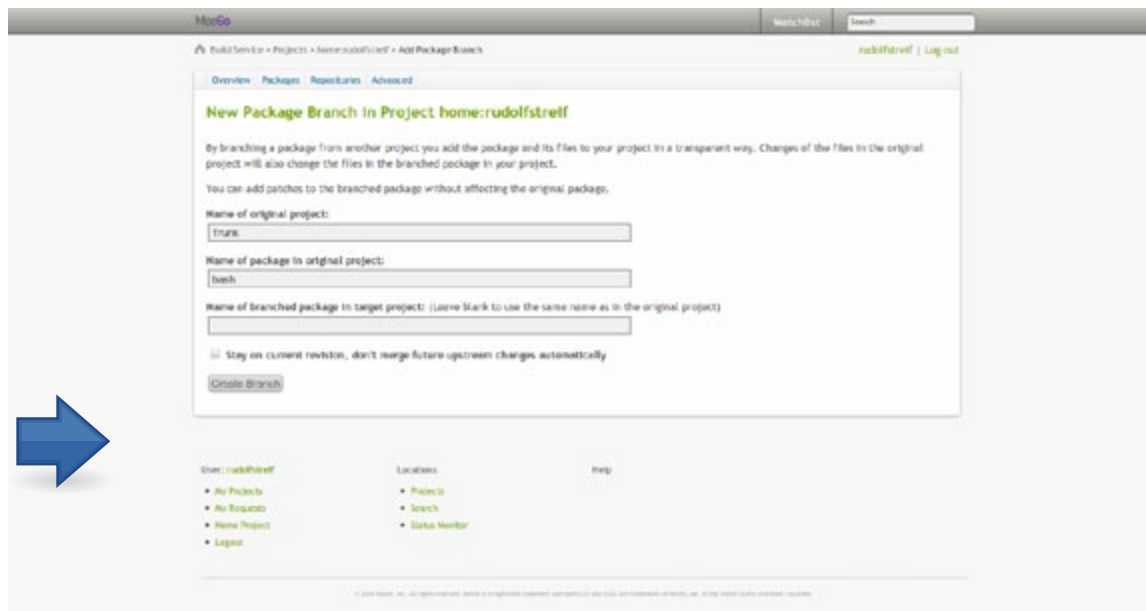 MeeGo
Watchlist
Search
Build Service > Projects > home:rudolfstrelf > Add Package Branch
rudolfstrelf | Log out
Overview Packages Repositories Advanced
New Package Branch in Project home:rudolfstrelf
By branching a package from another project you add the package and its files to your project in a transparent way. Changes of the files in the original
project will also change the files in the branched package in your project.
You can add patches to the branched package without affecting the original package.
Name of original project:
Trunk
Name of package in original project:
bash
Name of branched package in target project: (Leave blank to use the same name as in the original project)
Stay on current revision, don't merge future upstream changes automatically
Create Branch
User: rudolfstrelf
Locations
Help
• My Projects
• Projects
• My Requests
• Search
• Home Project
• Status Monitor
• Logout